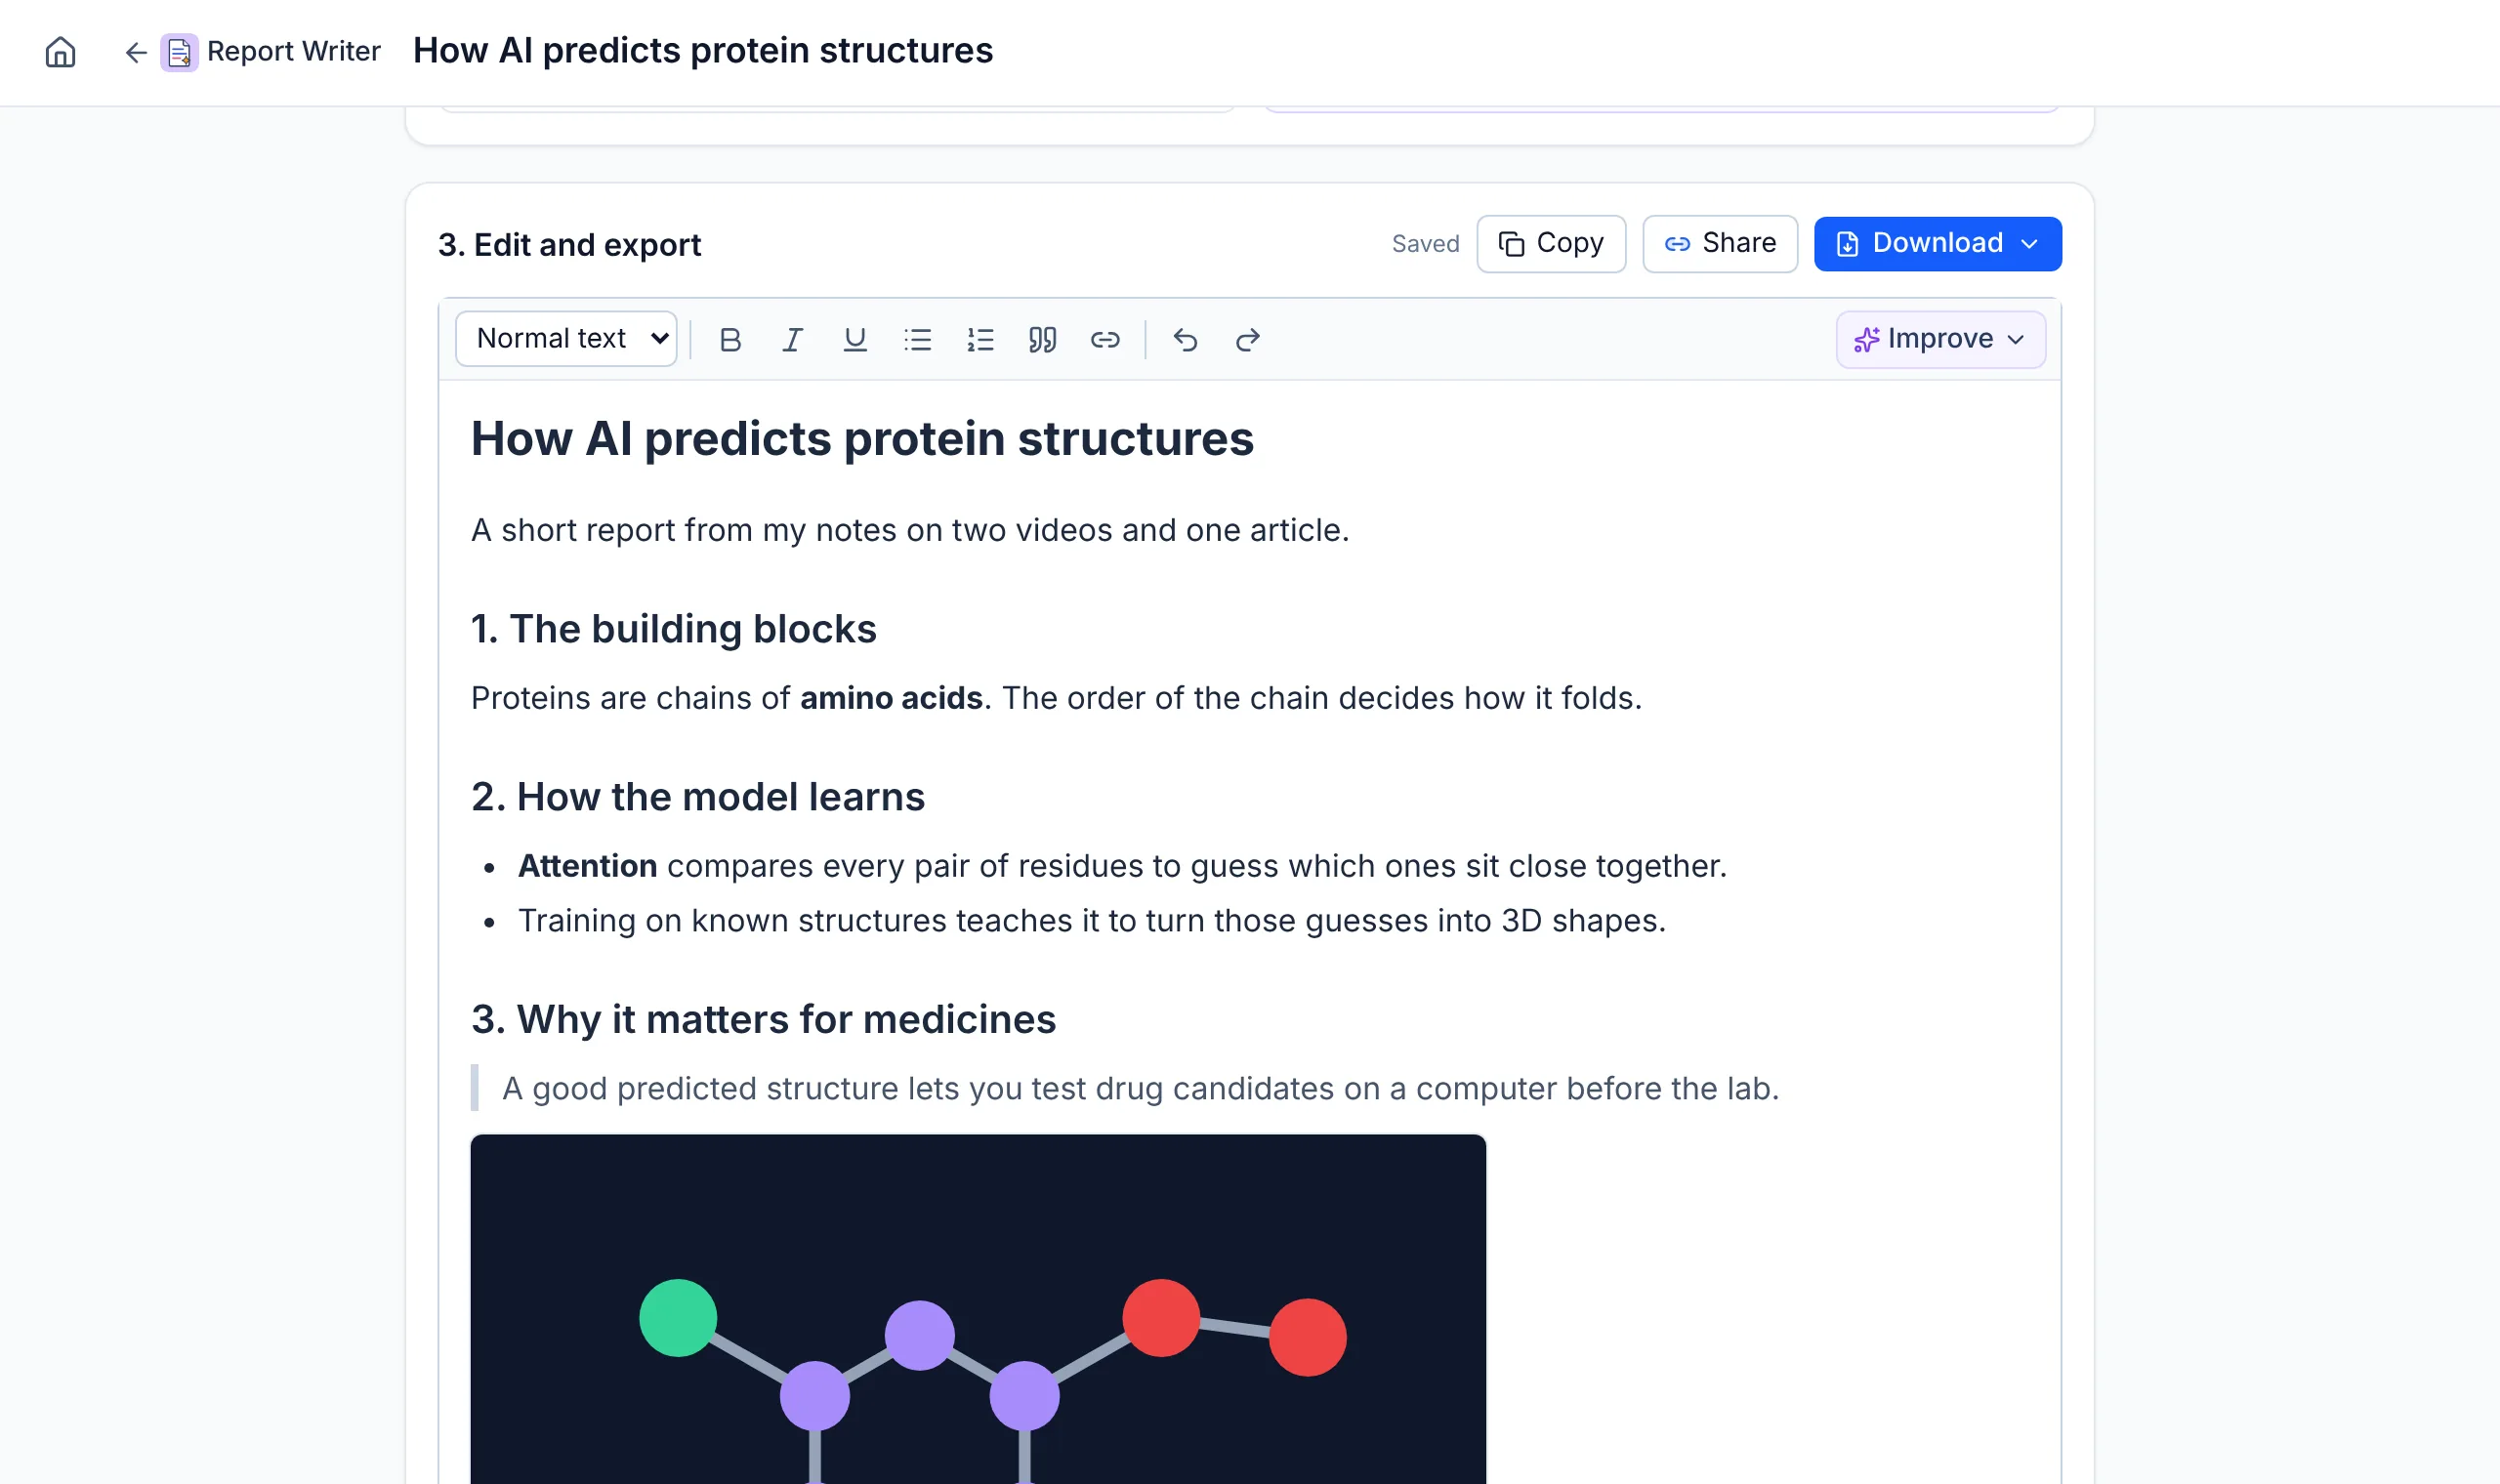 Report Writer How AI predicts protein structures
3. Edit and export
Saved Copy Share Download
Normal text Improve
How AI predicts protein structures
A short report from my notes on two videos and one article.
1. The building blocks
Proteins are chains of amino acids. The order of the chain decides how it folds.
2. How the model learns
• Attention compares every pair of residues to guess which ones sit close together.
• Training on known structures teaches it to turn those guesses into 3D shapes.
3. Why it matters for medicines
A good predicted structure lets you test drug candidates on a computer before the lab.